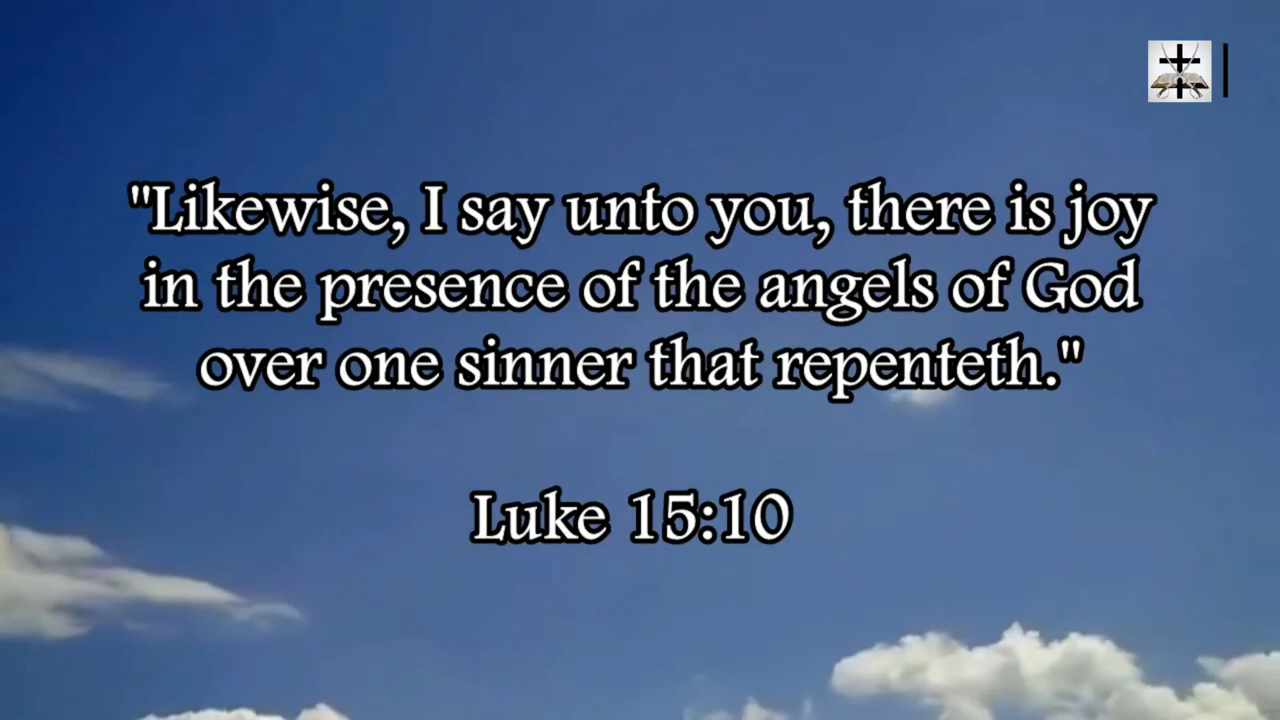 "Likewise, I say unto you, there is joy
in the presence of the angels of God
over one sinner that repenteth."
Luke 15:10